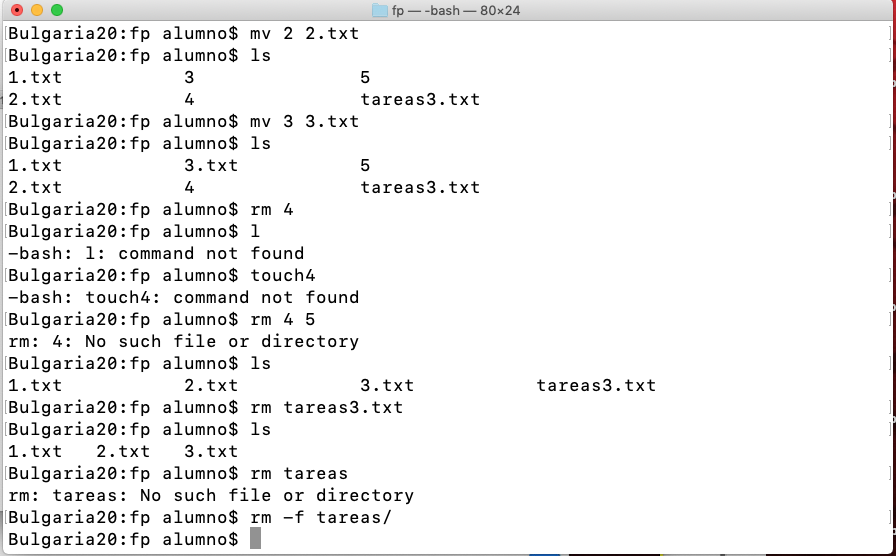 fp — -bash — 80×24
Bulgaria20:fp alumno$ mv 2 2.txt
Bulgaria20:fp alumno$ ls
1.txt 3 5
2.txt 4 tareas3.txt
Bulgaria20:fp alumno$ mv 3 3.txt
Bulgaria20:fp alumno$ ls
1.txt 3.txt 5
2.txt 4 tareas3.txt
Bulgaria20:fp alumno$ rm 4
Bulgaria20:fp alumno$ l
-bash: l: command not found
Bulgaria20:fp alumno$ touch4
-bash: touch4: command not found
Bulgaria20:fp alumno$ rm 4 5
rm: 4: No such file or directory
Bulgaria20:fp alumno$ ls
1.txt 2.txt 3.txt tareas3.txt
Bulgaria20:fp alumno$ rm tareas3.txt
Bulgaria20:fp alumno$ ls
1.txt 2.txt 3.txt
Bulgaria20:fp alumno$ rm tareas
rm: tareas: No such file or directory
Bulgaria20:fp alumno$ rm -f tareas/
Bulgaria20:fp alumno$